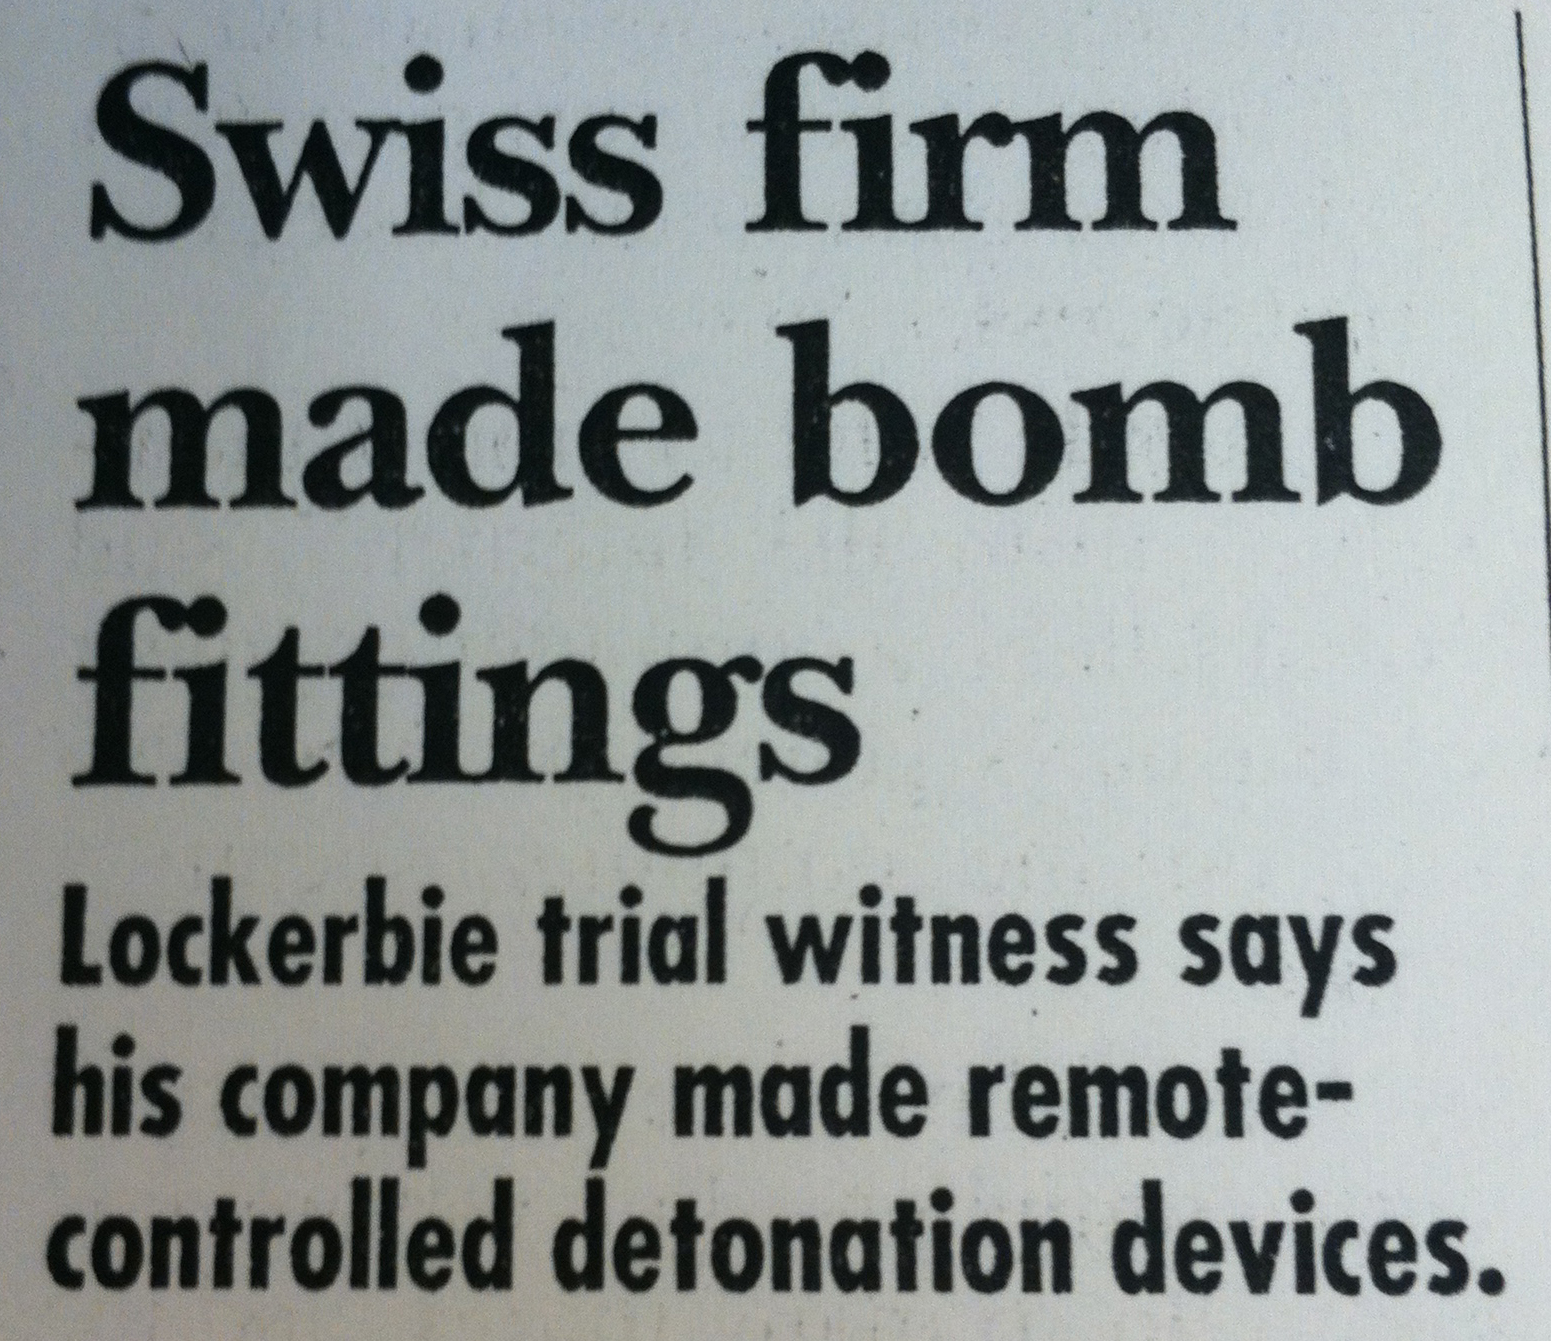 Swiss firm
made bomb
fittings
Lockerbie trial witness says
his company made remote-
controlled detonation devices.